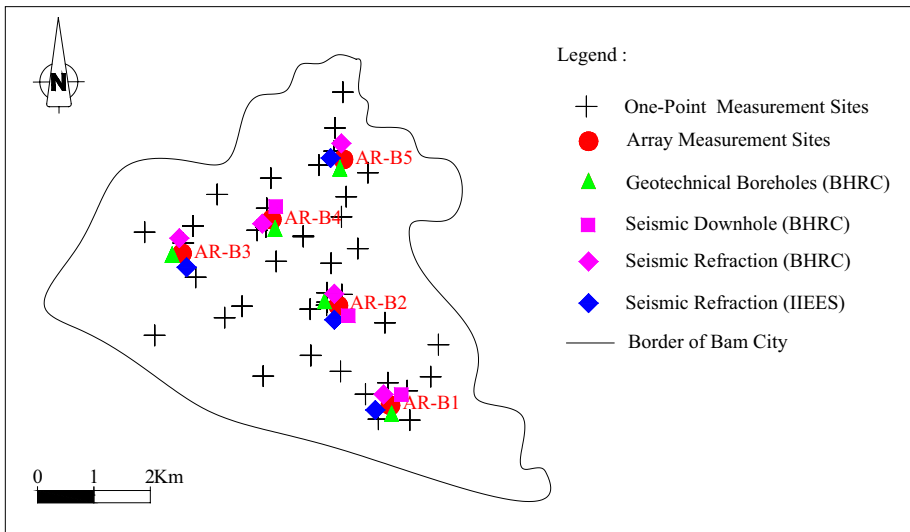 N
Legend :
One-Point Measurement Sites
Array Measurement Sites
Geotechnical Boreholes (BHRC)
Seismic Downhole (BHRC)
Seismic Refraction (BHRC)
Seismic Refraction (IIEES)
Border of Bam City
AR-B5
AR-B4
AR-B3
AR-B2
AR-B1
0 1 2Km